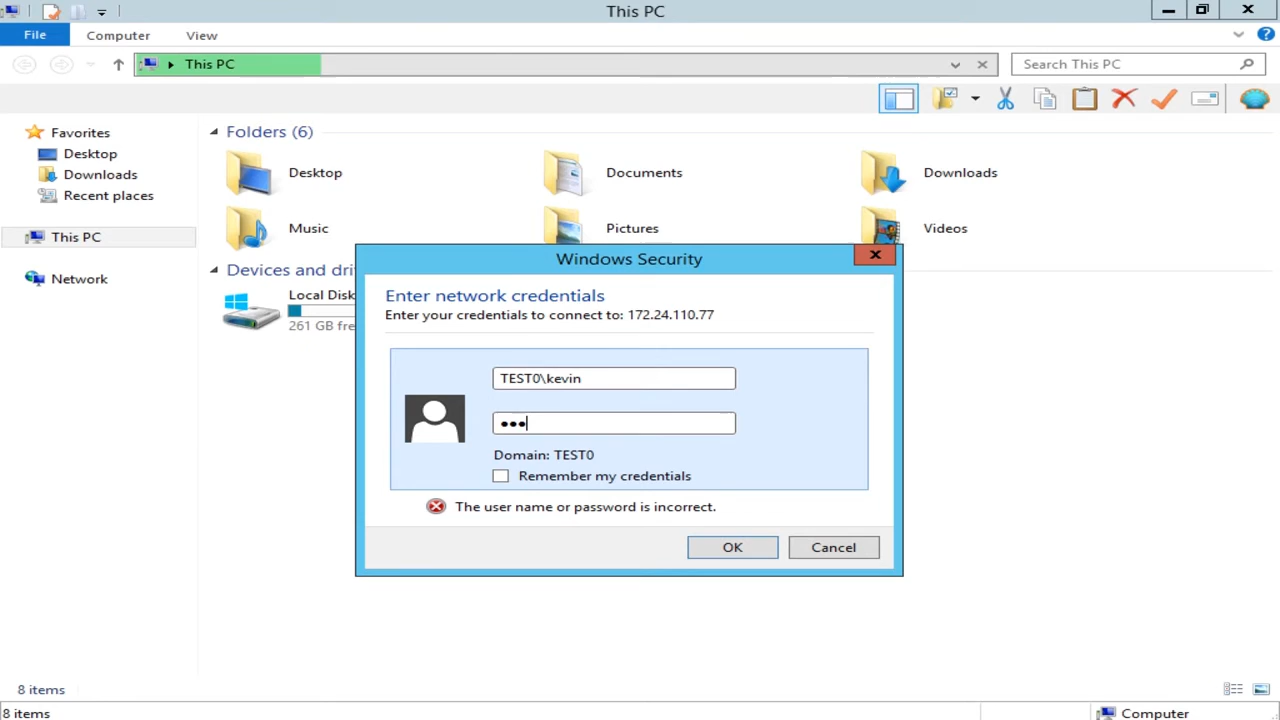 This PC
File Computer View
This PC
Search This PC
Favorites
Desktop
Downloads
Recent places
This PC
Network
Folders (6)
Desktop
Documents
Downloads
Music
Pictures
Videos
Devices and dri
Local Disk
261 GB fre
Windows Security
Enter network credentials
Enter your credentials to connect to: 172.24.110.77
TEST0\kevin
•••
Domain: TEST0
Remember my credentials
The user name or password is incorrect.
OK Cancel
8 items
8 items
Computer